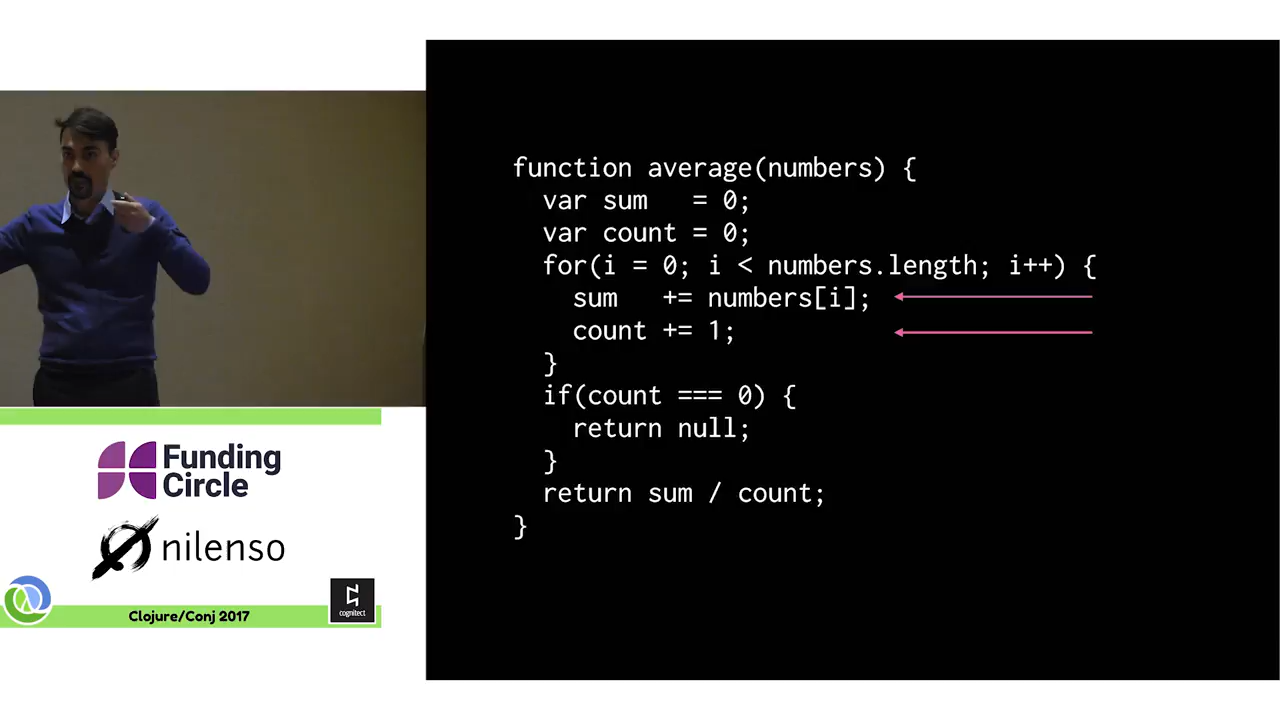 function average(numbers) {
  var sum   = 0;
  var count = 0;
  for(i = 0; i < numbers.length; i++) {
    sum   += numbers[i];
    count += 1;
  }
  if(count === 0) {
    return null;
  }
  return sum / count;
}
Funding
Circle
nilenso
cognitect
Clojure/Conj 2017